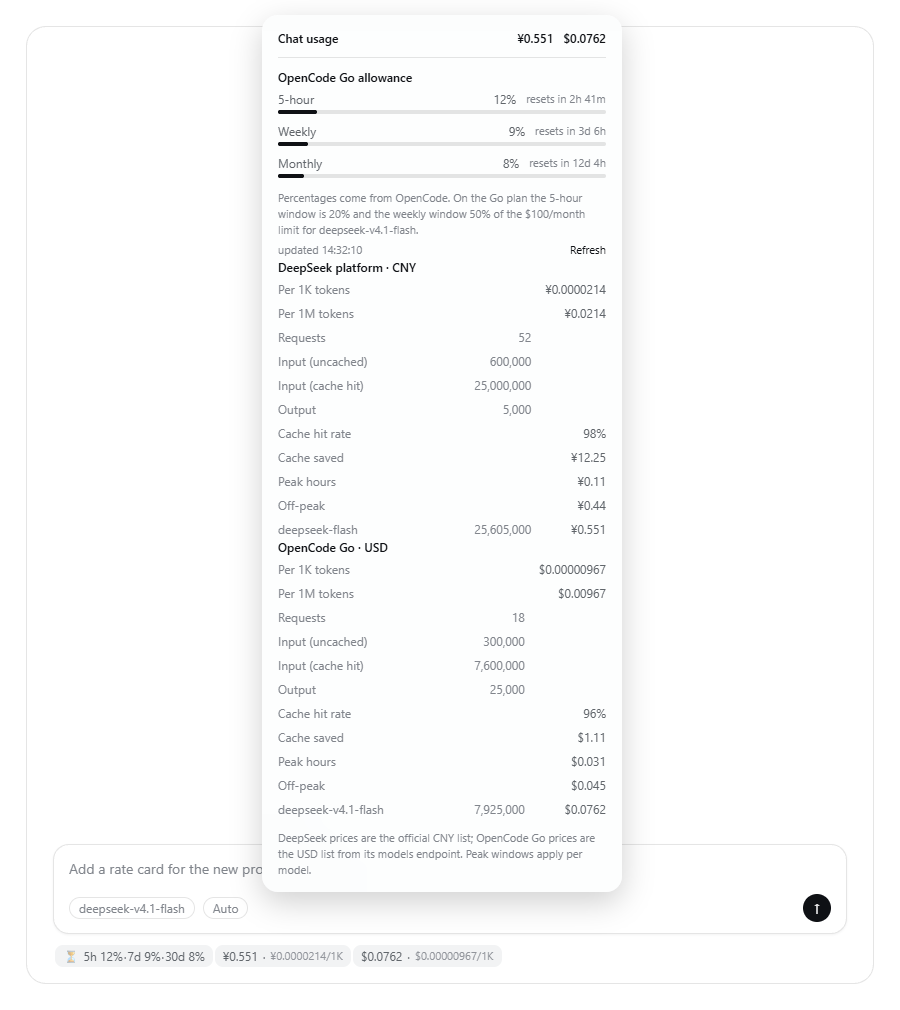 Chat usage ¥0.551 $0.0762
OpenCode Go allowance
5-hour 12% resets in 2h 41m
Weekly 9% resets in 3d 6h
Monthly 8% resets in 12d 4h
Percentages come from OpenCode. On the Go plan the 5-hour
window is 20% and the weekly window 50% of the $100/month
limit for deepseek-v4.1-flash.
updated 14:32:10 Refresh
DeepSeek platform · CNY
Per 1K tokens ¥0.0000214
Per 1M tokens ¥0.0214
Requests 52
Input (uncached) 600,000
Input (cache hit) 25,000,000
Output 5,000
Cache hit rate 98%
Cache saved ¥12.25
Peak hours ¥0.11
Off-peak ¥0.44
deepseek-flash 25,605,000 ¥0.551
OpenCode Go · USD
Per 1K tokens $0.00000967
Per 1M tokens $0.00967
Requests 18
Input (uncached) 300,000
Input (cache hit) 7,600,000
Output 25,000
Cache hit rate 96%
Cache saved $1.11
Peak hours $0.031
Off-peak $0.045
deepseek-v4.1-flash 7,925,000 $0.0762
DeepSeek prices are the official CNY list; OpenCode Go prices are
the USD list from its models endpoint. Peak windows apply per
model.
Add a rate card for the new
deepseek-v4.1-flash Auto
⏳ 5h 12%·7d 9%·30d 8% ¥0.551 · ¥0.0000214/1K $0.0762 · $0.00000967/1K